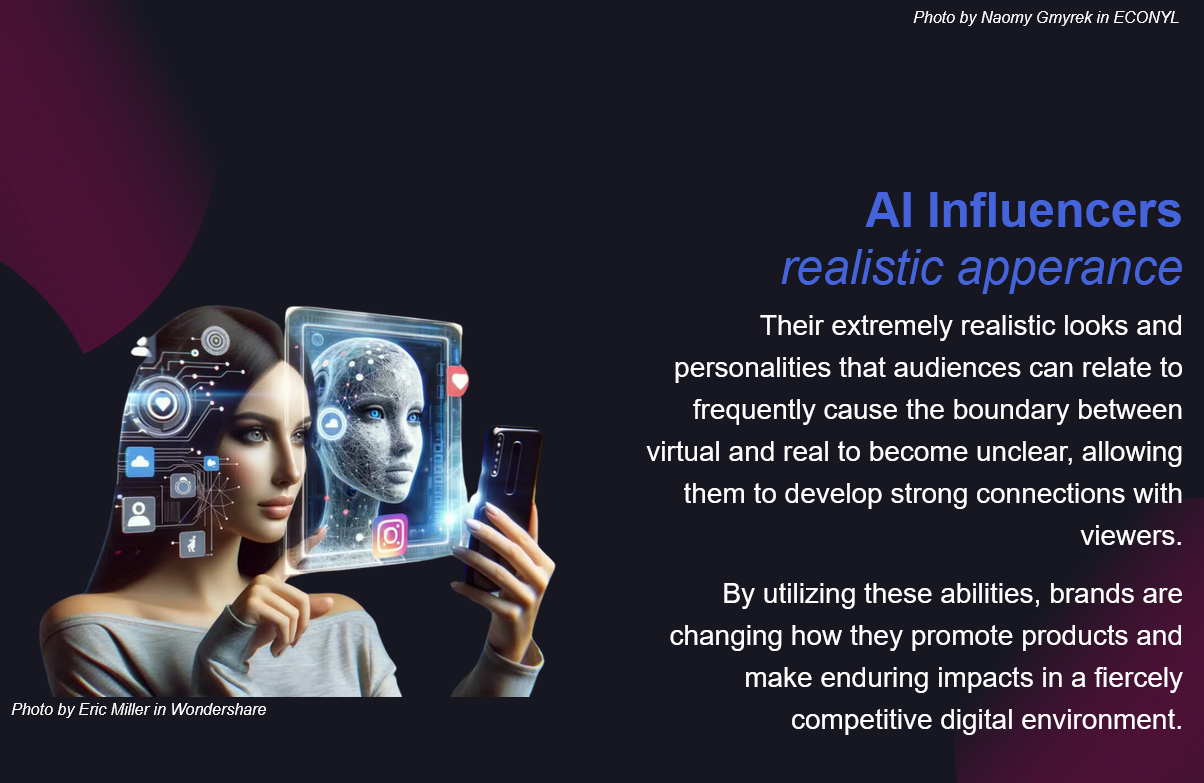 Photo by Naomy Gmyrek in ECONYL
AI Influencers
realistic apperance
Their extremely realistic looks and
personalities that audiences can relate to
frequently cause the boundary between
virtual and real to become unclear, allowing
them to develop strong connections with
viewers.
By utilizing these abilities, brands are
changing how they promote products and
make enduring impacts in a fiercely
competitive digital environment.
Photo by Eric Miller in Wondershare